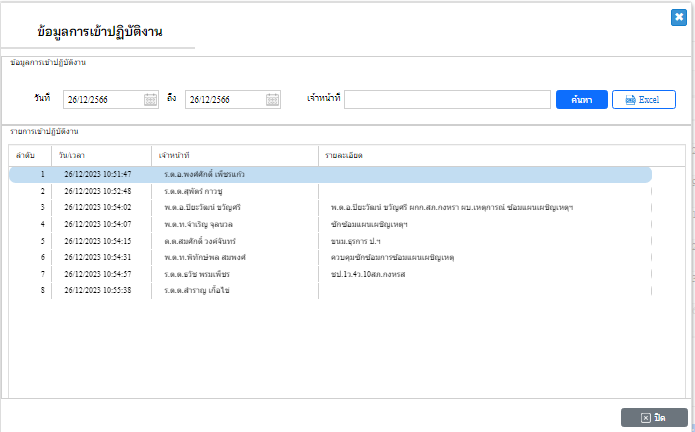 ข้อมูลการเข้าปฏิบัติงาน
ข้อมูลการเข้าปฏิบัติงาน
วันที่ 26/12/2566 ถึง 26/12/2566 เจ้าหน้าที่ ค้นหา Excel
รายการเข้าปฏิบัติงาน
ลำดับ วัน/เวลา เจ้าหน้าที่ รายละเอียด
1 26/12/2023 10:51:47 ร.ต.อ.พงศ์ศักดิ์ เพ็ชรแก้ว
2 26/12/2023 10:52:48 ร.ต.ต.สุพัตร์ กาวชู
3 26/12/2023 10:54:02 พ.ต.อ.ปิยะวัฒน์ ขวัญศรี พ.ต.อ.ปิยะวัฒน์ ขวัญศรี ผกก.สภ.กงหรา ผบ.เหตุการณ์ ซ้อมแผนเผชิญเหตุฯ
4 26/12/2023 10:54:07 พ.ต.ท.จำเริญ จุลนวล ซักซ้อมแผนเผชิญเหตุฯ
5 26/12/2023 10:54:15 ด.ต.สมศักดิ์ วงศ์จันทร์ ขนม.ธุรการ ป.ฯ
6 26/12/2023 10:54:31 พ.ต.ท.พิทักษ์พล สมพงศ์ ควบคุมซักซ้อมการซ้อมแผนเผชิญเหตุ
7 26/12/2023 10:54:57 ร.ต.ต.ธวัช พรมเพ็ชร ชป.1ว.4ว.10สภ.กงหรส
8 26/12/2023 10:55:38 ร.ต.ต.สำราญ เกื้อใช่
ปิด